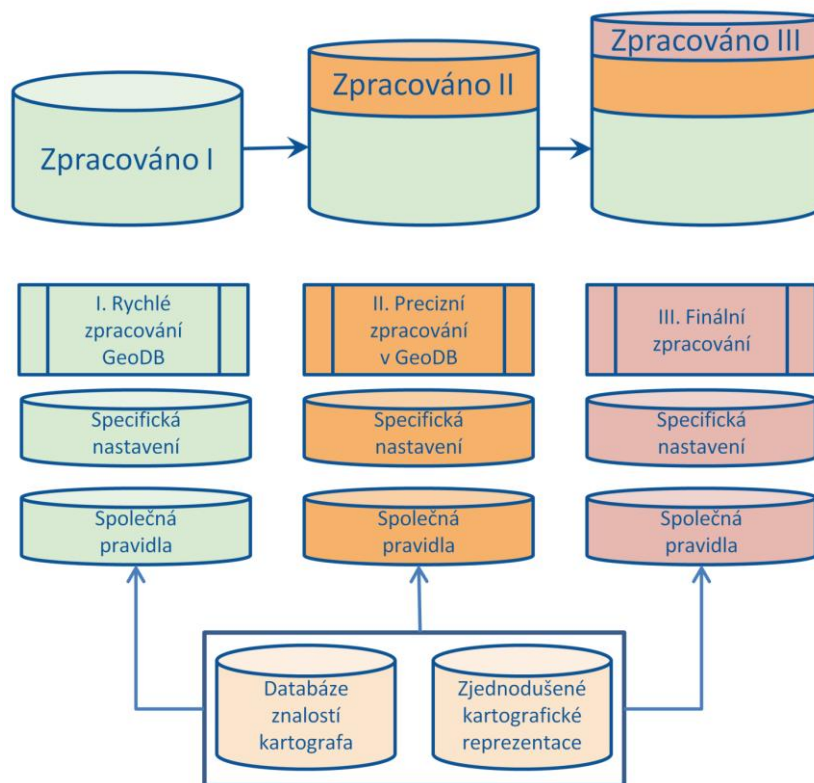 Zpracováno I
Zpracováno II
Zpracováno III
I. Rychlé
zpracování
GeoDB
II. Precizní
zpracování
v GeoDB
III. Finální
zpracování
Specifická
nastavení
Specifická
nastavení
Specifická
nastavení
Společná
pravidla
Společná
pravidla
Společná
pravidla
Databáze
znalostí
kartografa
Zjednodušené
kartografické
reprezentace